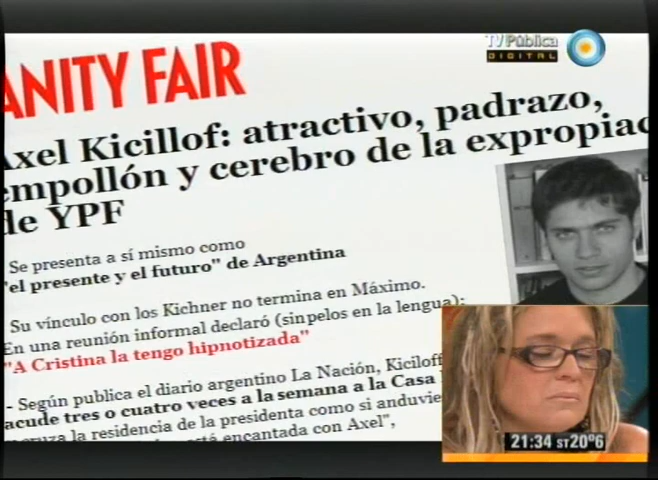 ANITY FAIR
TV Pública
DIGITAL
Axel Kicillof: atractivo, padrazo,
empollón y cerebro de la expropiac
de YPF
Se presenta a sí mismo como
"el presente y el futuro" de Argentina
Su vínculo con los Kichner no termina en Máximo.
En una reunión informal declaró (sin pelos en la lengua):
"A Cristina la tengo hipnotizada"
- Según publica el diario argentino La Nación, Kiciloff
acude tres o cuatro veces a la semana a la Casa
cruza la residencia de la presidenta como si anduvie
está encantada con Axel",
21:34 ST20º6